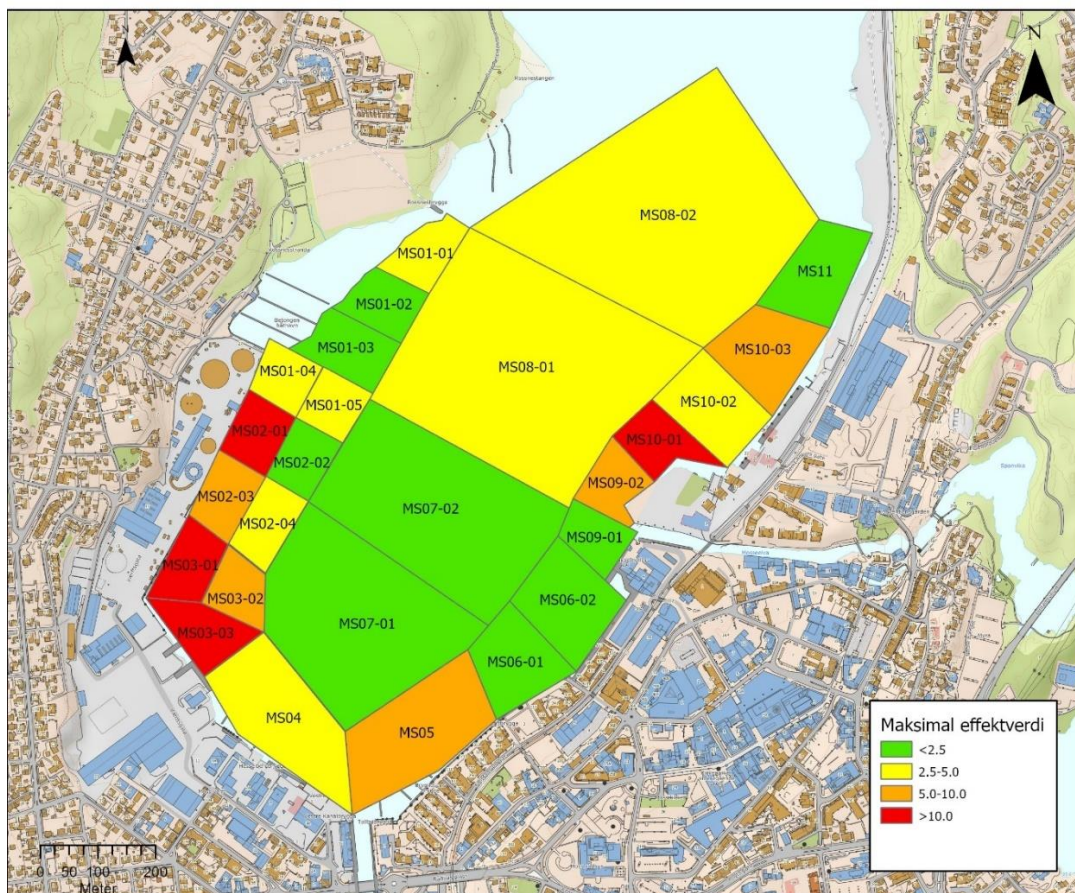 N
N
MS08-02
MS01-01
MS11
MS01-02
MS10-03
MS01-03
MS01-04
MS08-01
MS01-05
MS10-02
MS02-01
MS10-01
MS02-02
MS02-03
MS09-02
MS07-02
MS02-04
MS09-01
MS03-01
MS03-02
MS06-02
MS07-01
MS03-03
MS06-01
MS04
MS05
Maksimal effektverdi
<2.5
2.5-5.0
5.0-10.0
>10.0
0 50 100 200
Meter